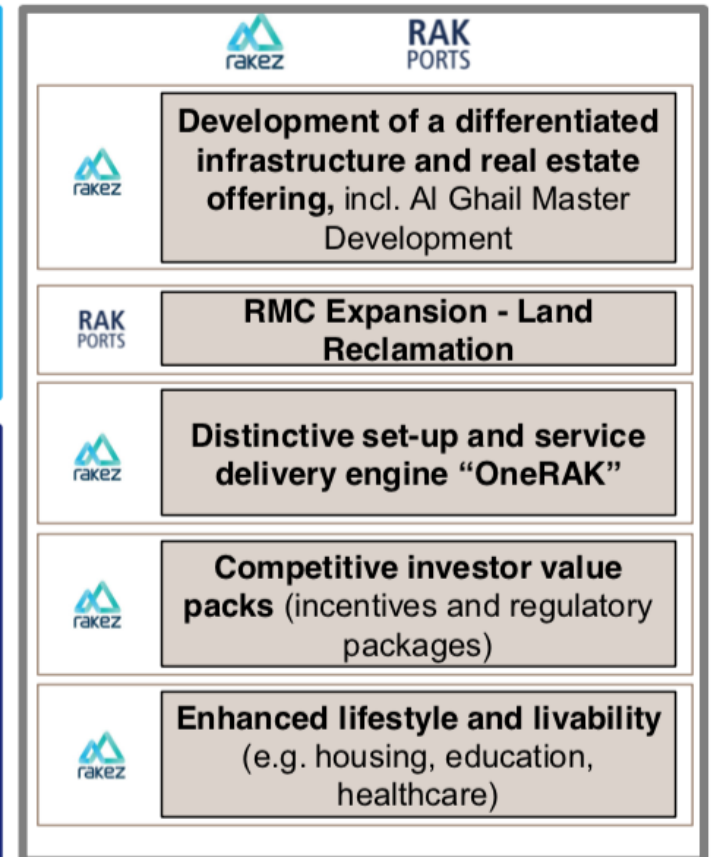 rakez
RAK
PORTS
rakez
Development of a differentiated
infrastructure and real estate
offering, incl. Al Ghail Master
Development
RAK
PORTS
RMC Expansion - Land
Reclamation
rakez
Distinctive set-up and service
delivery engine “OneRAK”
rakez
Competitive investor value
packs (incentives and regulatory
packages)
rakez
Enhanced lifestyle and livability
(e.g. housing, education,
healthcare)